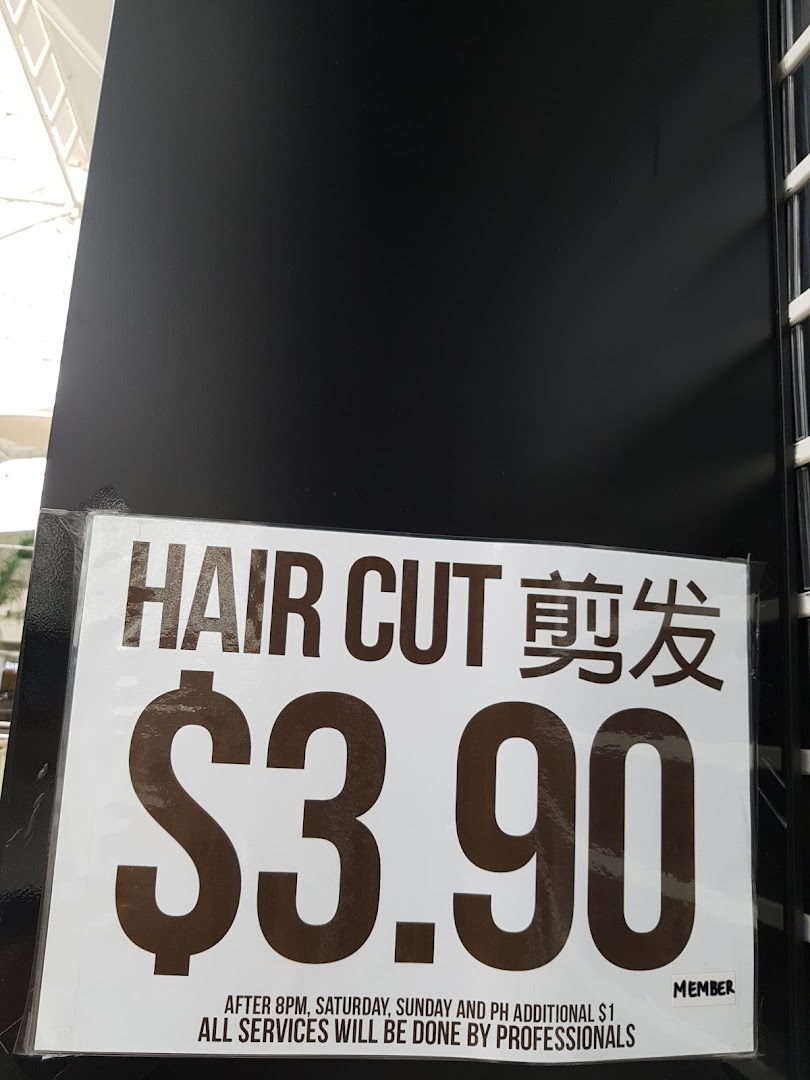 HAIR CUT 剪发
$3.90
MEMBER
AFTER 8PM, SATURDAY, SUNDAY AND PH ADDITIONAL $1
ALL SERVICES WILL BE DONE BY PROFESSIONALS